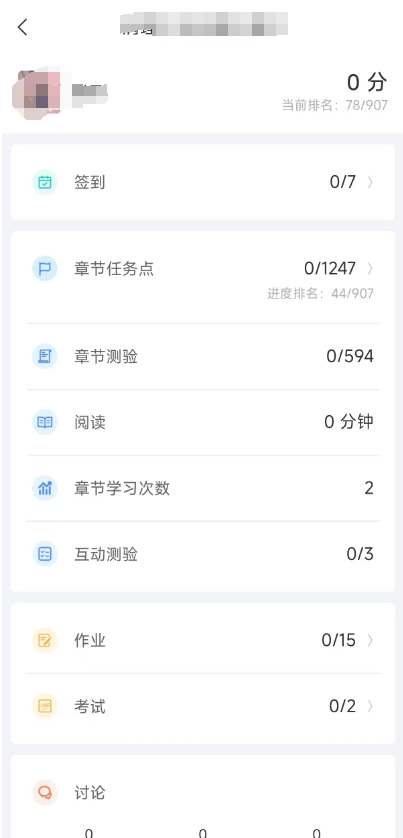 0 分
当前排名：78/907
签到 0/7
章节任务点 0/1247
进度排名：44/907
章节测验 0/594
阅读 0 分钟
章节学习次数 2
互动测验 0/3
作业 0/15
考试 0/2
讨论
0 0 0